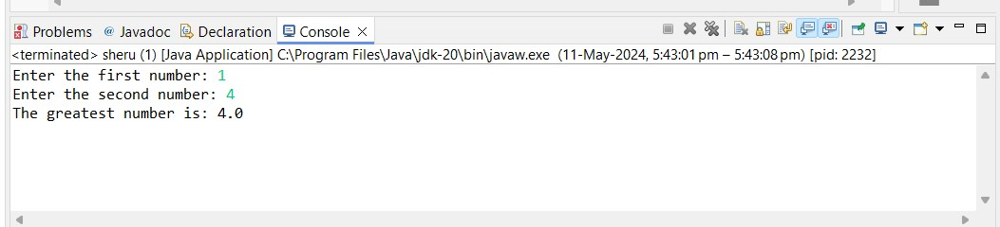 Problems @ Javadoc Declaration Console
<terminated> sheru (1) [Java Application] C:\Program Files\Java\jdk-20\bin\javaw.exe (11-May-2024, 5:43:01 pm – 5:43:08 pm) [pid: 2232]
Enter the first number: 1
Enter the second number: 4
The greatest number is: 4.0